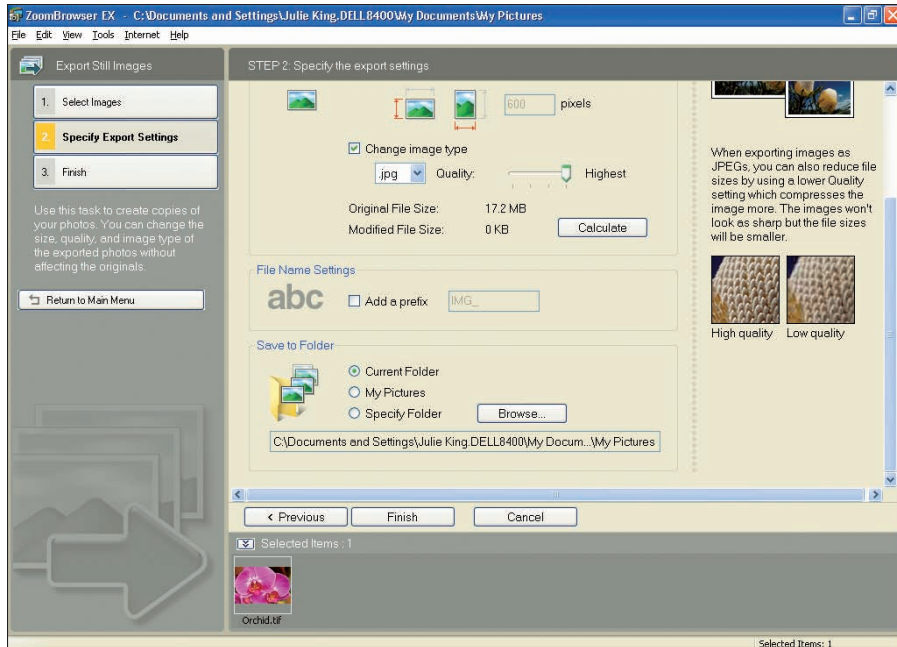 ZoomBrowser EX - C:\Documents and Settings\Julie King.DELL8400\My Documents\My Pictures
File Edit View Tools Internet Help
Export Still Images
1. Select Images
2. Specify Export Settings
3. Finish
Use this task to create copies of
your photos. You can change the
size, quality, and image type of
the exported photos without
affecting the originals.
Return to Main Menu
STEP 2: Specify the export settings
600 pixels
Change image type
.jpg Quality: Highest
Original File Size: 17.2 MB
Modified File Size: 0 KB Calculate
File Name Settings
abc Add a prefix IMG_
Save to Folder
Current Folder
My Pictures
Specify Folder Browse...
C:\Documents and Settings\Julie King.DELL8400\My Docum...\My Pictures
When exporting images as
JPEGs, you can also reduce file
sizes by using a lower Quality
setting which compresses the
image more. The images won't
look as sharp but the file sizes
will be smaller.
High quality Low quality
< Previous Finish Cancel
Selected Items : 1
Orchid.tif
Selected Items: 1